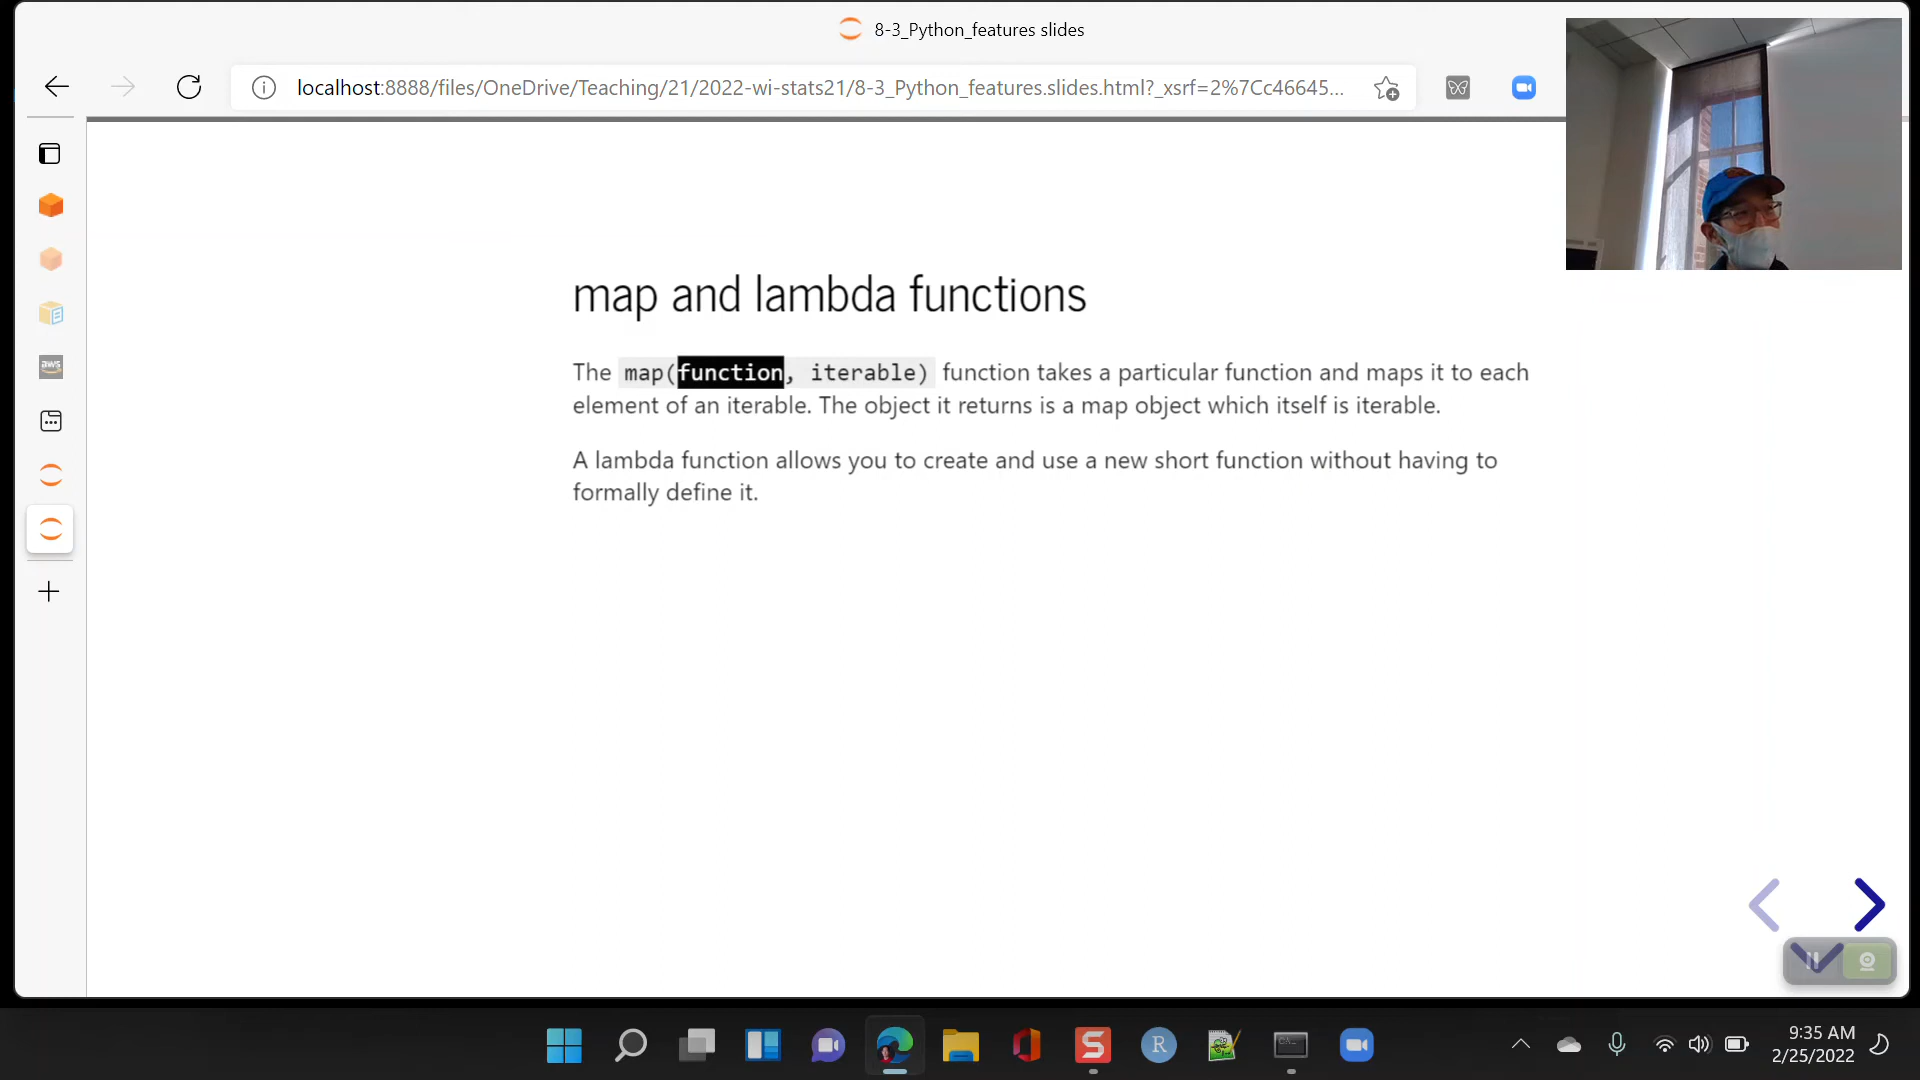 8-3_Python_features slides
localhost:8888/files/OneDrive/Teaching/21/2022-wi-stats21/8-3_Python_features.slides.html?_xsrf=2%7Cc46645...
map and lambda functions
The map(function, iterable) function takes a particular function and maps it to each
element of an iterable. The object it returns is a map object which itself is iterable.
A lambda function allows you to create and use a new short function without having to
formally define it.
aws
S
R
9:35 AM
2/25/2022